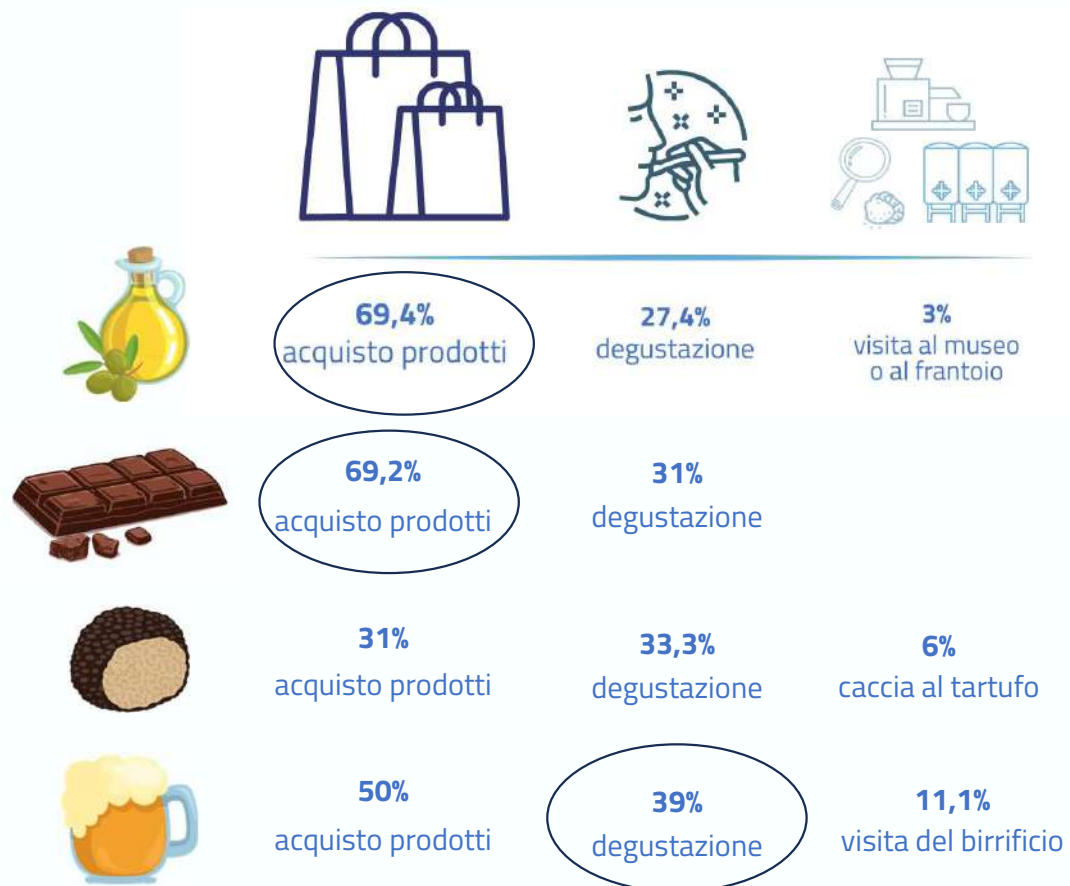 69,4%
acquisto prodotti
27,4%
degustazione
3%
visita al museo
o al frantoio
69,2%
acquisto prodotti
31%
degustazione
31%
acquisto prodotti
33,3%
degustazione
6%
caccia al tartufo
50%
acquisto prodotti
39%
degustazione
11,1%
visita del birrificio